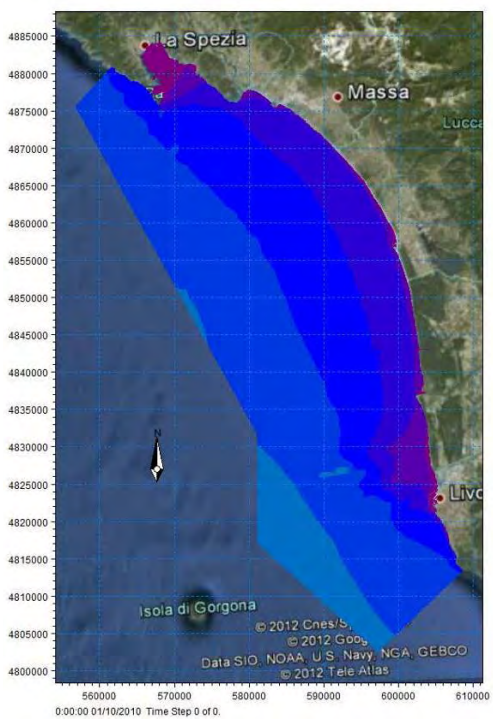 4885000
La Spezia
4880000
Massa
4875000
Lucca
4870000
4865000
4860000
4855000
4850000
4845000
4840000
4835000
4830000
N
4825000
Livo
4820000
4815000
Isola di Gorgona
4810000
© 2012 Cnes/S
4805000
© 2012 Goog
Data SIO, NOAA, U.S. Navy, NGA, GEBCO
4800000
© 2012 Tele Atlas
560000 570000 580000 590000 600000 610000
0:00:00 01/10/2010 Time Step 0 of 0.